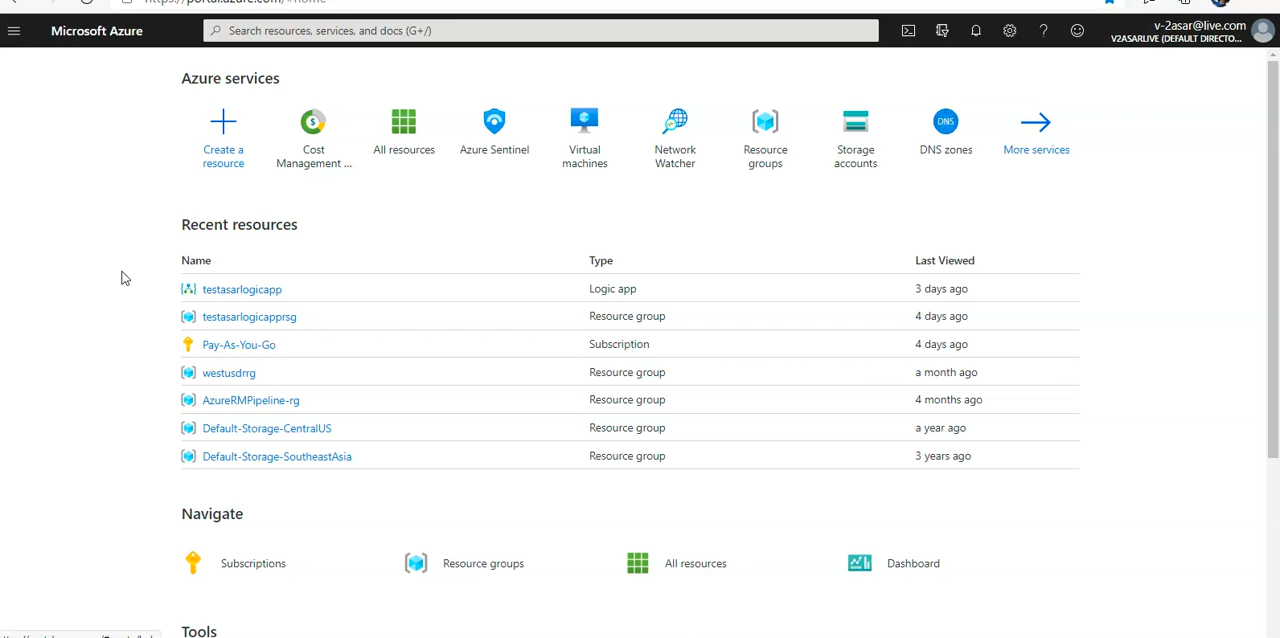 Microsoft Azure
Search resources, services, and docs (G+/)
v-2asar@live.com
V2ASARLIVE (DEFAULT DIRECTO...
Azure services
Create a resource
Cost Management ...
All resources
Azure Sentinel
Virtual machines
Network Watcher
Resource groups
Storage accounts
DNS
DNS zones
More services
Recent resources
Name Type Last Viewed
testasarlogicapp Logic app 3 days ago
testasarlogicapprsg Resource group 4 days ago
Pay-As-You-Go Subscription 4 days ago
westusdrrg Resource group a month ago
AzureRMPipeline-rg Resource group 4 months ago
Default-Storage-CentralUS Resource group a year ago
Default-Storage-SoutheastAsia Resource group 3 years ago
Navigate
Subscriptions Resource groups All resources Dashboard
Tools